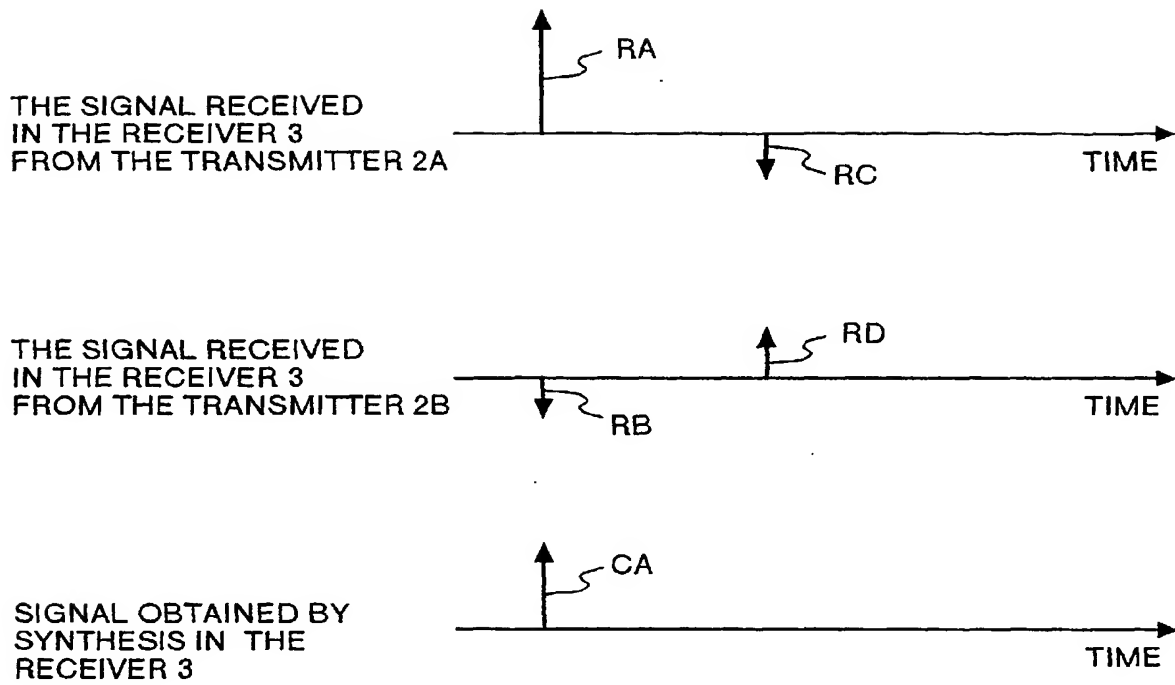 RA
THE SIGNAL RECEIVED
IN THE RECEIVER 3
FROM THE TRANSMITTER 2A
TIME
RC
THE SIGNAL RECEIVED
IN THE RECEIVER 3
FROM THE TRANSMITTER 2B
RD
TIME
RB
CA
SIGNAL OBTAINED BY
SYNTHESIS IN THE
RECEIVER 3
TIME